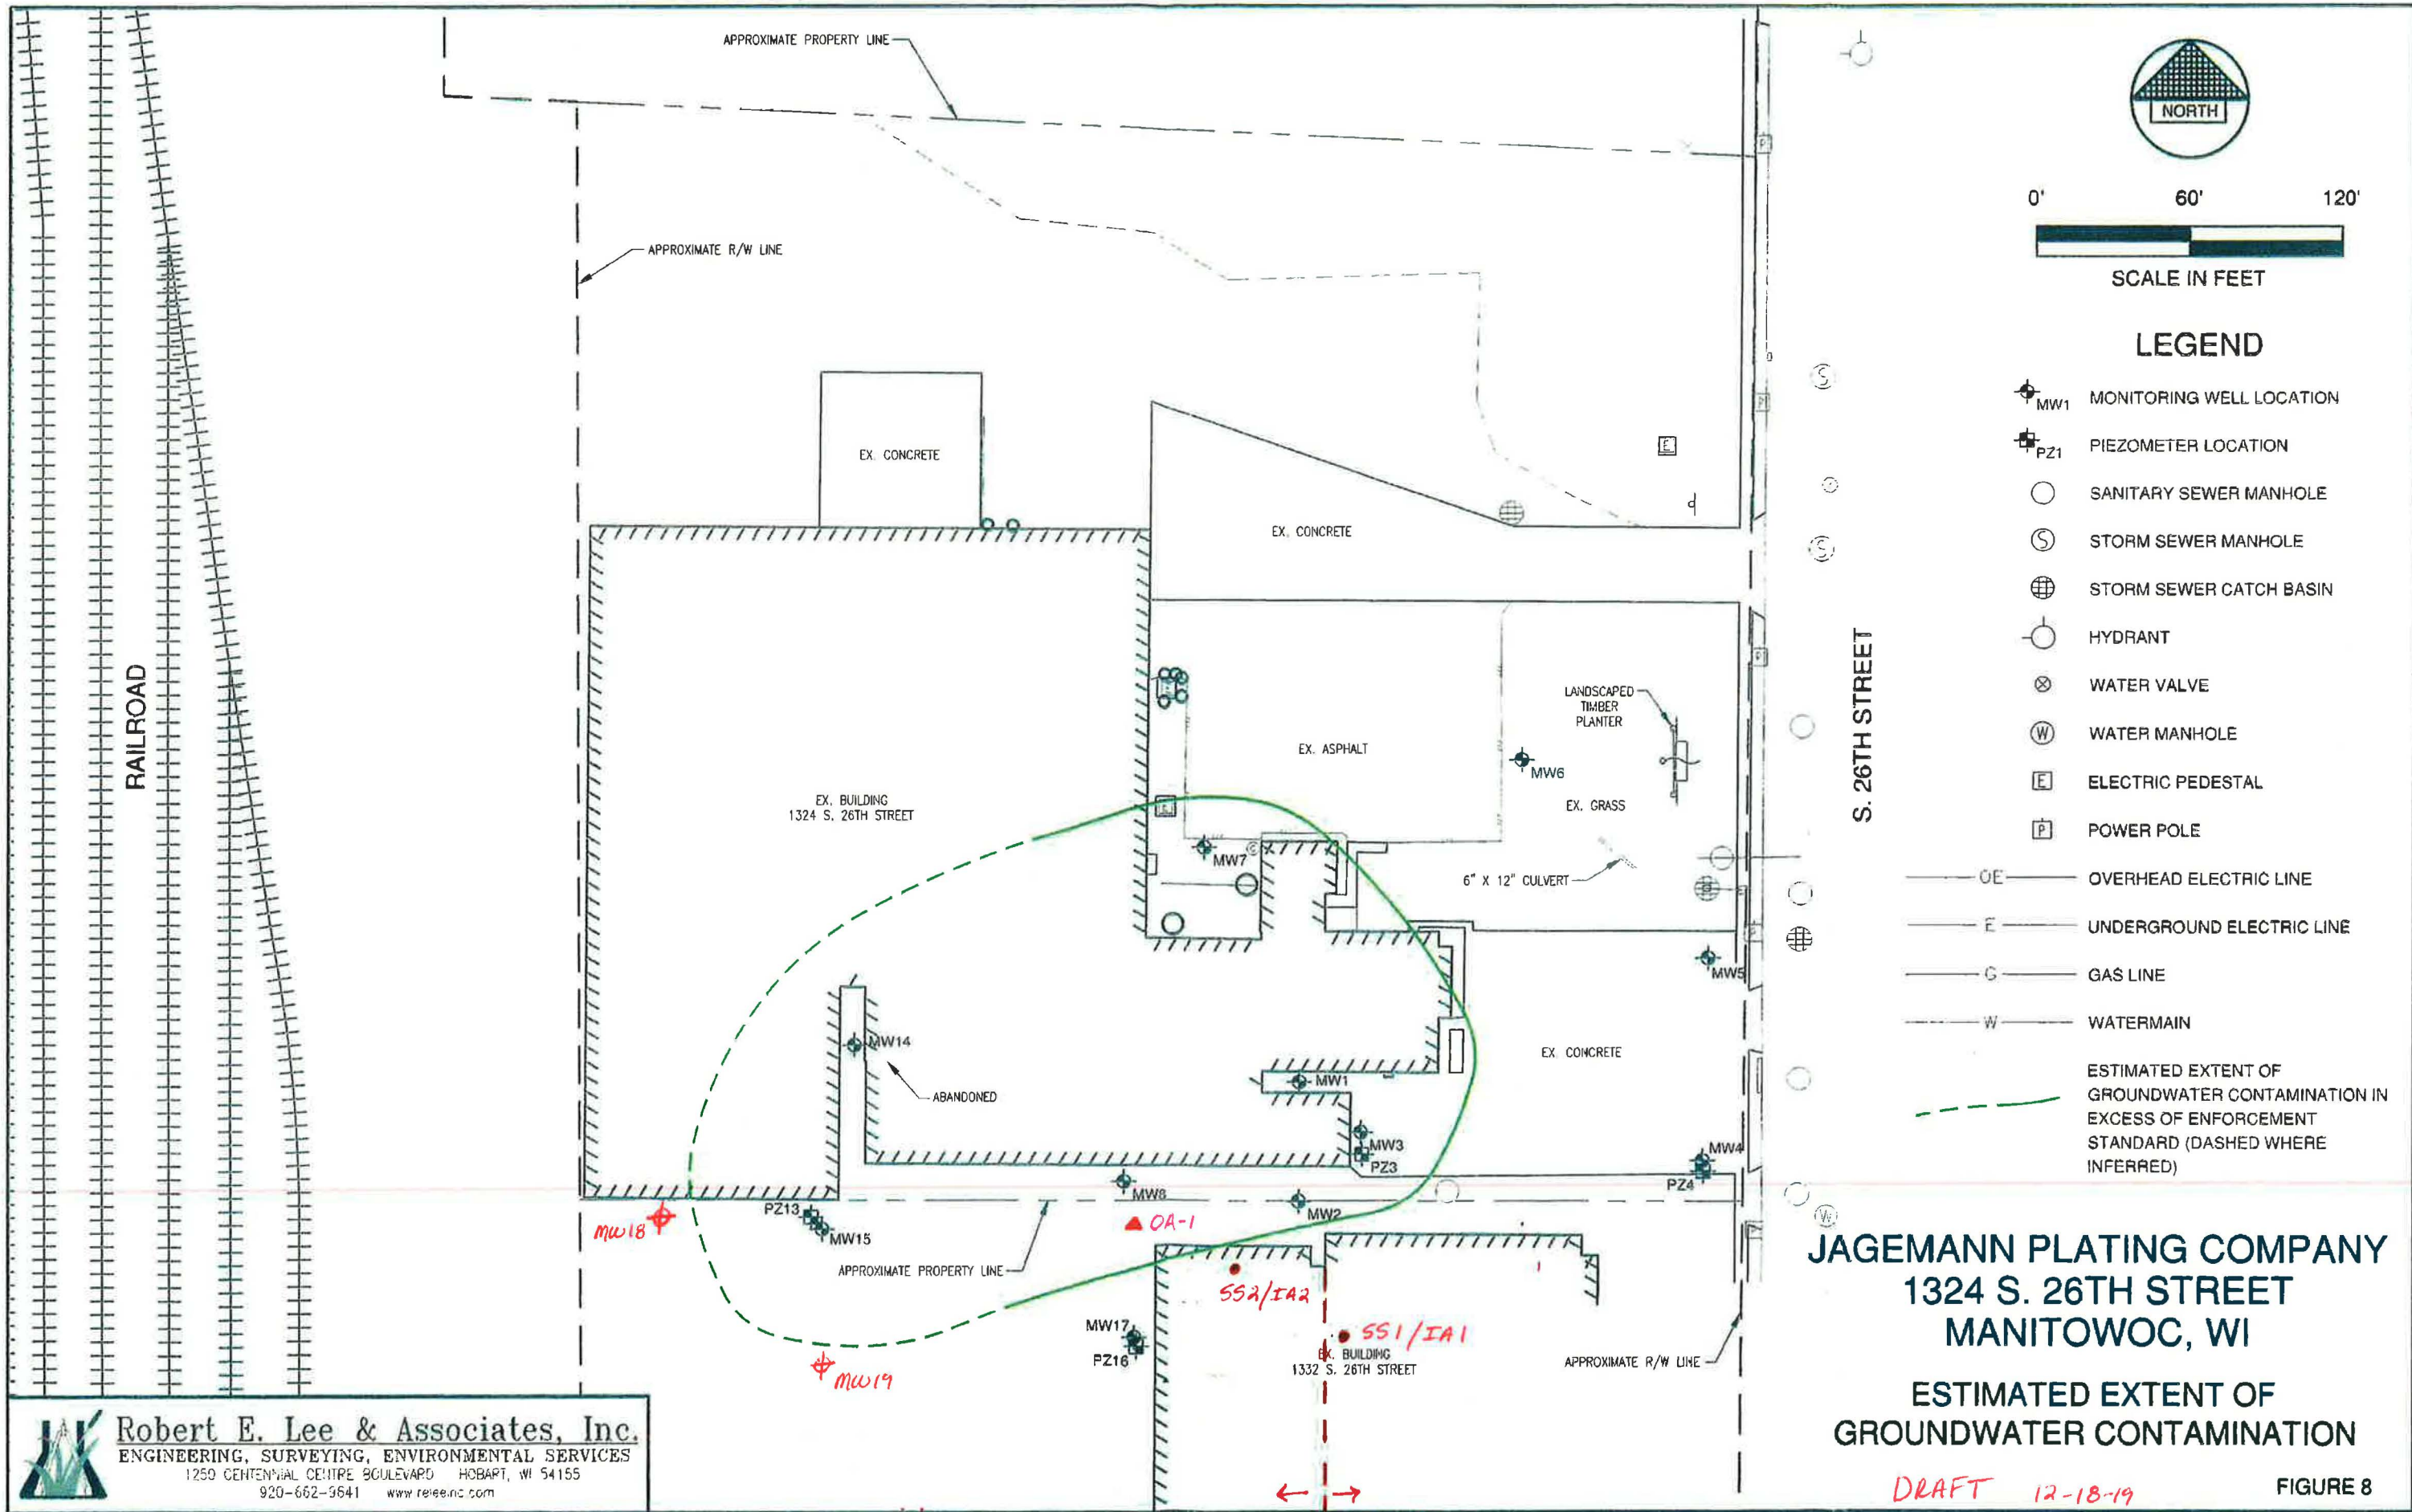 APPROXIMATE PROPERTY LINE
NORTH
0' 60' 120'
SCALE IN FEET
APPROXIMATE R/W LINE
LEGEND
MW1 MONITORING WELL LOCATION
PZ1 PIEZOMETER LOCATION
SANITARY SEWER MANHOLE
S STORM SEWER MANHOLE
STORM SEWER CATCH BASIN
HYDRANT
WATER VALVE
W WATER MANHOLE
E ELECTRIC PEDESTAL
P POWER POLE
OE OVERHEAD ELECTRIC LINE
E UNDERGROUND ELECTRIC LINE
G GAS LINE
W WATERMAIN
ESTIMATED EXTENT OF
GROUNDWATER CONTAMINATION IN
EXCESS OF ENFORCEMENT
STANDARD (DASHED WHERE
INFERRED)
P
S
P
EX. CONCRETE
E
EX. CONCRETE
S
RAILROAD
S. 26TH STREET
P
LANDSCAPED
TIMBER
PLANTER
EX. ASPHALT
MW6
EX. BUILDING
1324 S. 26TH STREET
E
EX. GRASS
MW7
6" X 12" CULVERT
P
MW5
MW14
EX. CONCRETE
ABANDONED
MW1
MW3
PZ3
MW4
PZ4
MW8
MW2
W
P
MW18
PZ13
MW15
OA-1
APPROXIMATE PROPERTY LINE
SS2/IA2
MW17
PZ16
SS1/IA1
EX. BUILDING
1332 S. 26TH STREET
APPROXIMATE R/W LINE
MW19
JAGEMANN PLATING COMPANY
1324 S. 26TH STREET
MANITOWOC, WI
ESTIMATED EXTENT OF
GROUNDWATER CONTAMINATION
DRAFT 12-18-19
FIGURE 8
Robert E. Lee & Associates, Inc.
ENGINEERING, SURVEYING, ENVIRONMENTAL SERVICES
1250 CENTENNIAL CENTRE BOULEVARD HOBART, WI 54155
920-662-9641 www.releeinc.com